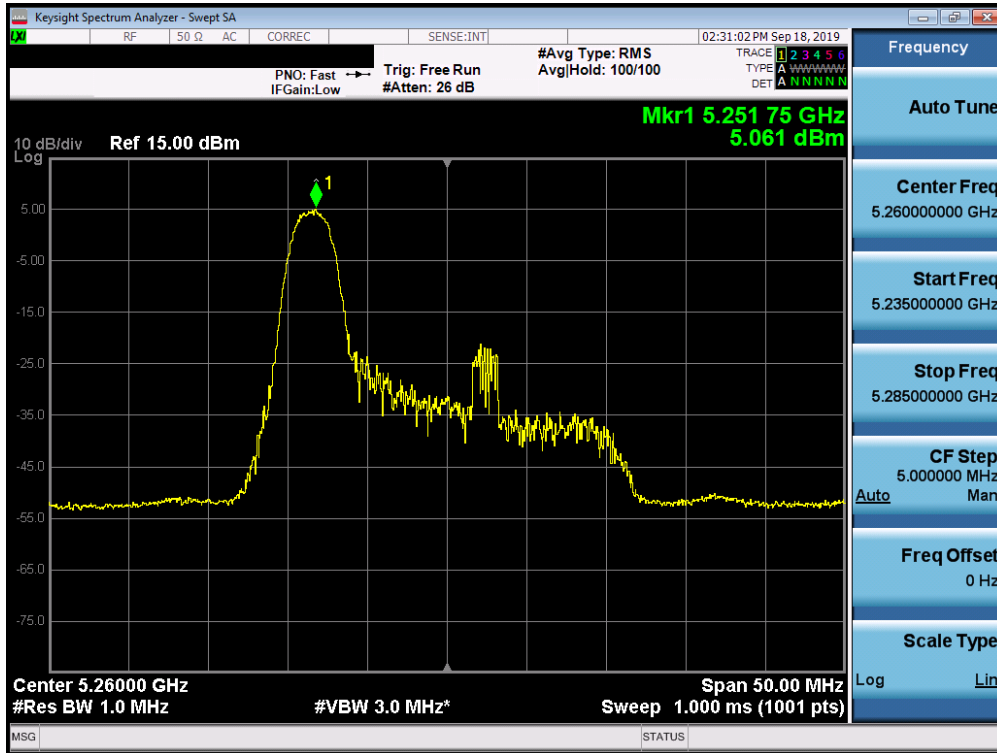 Keysight Spectrum Analyzer - Swept SA
LXI RF 50 Ω AC CORREC SENSE:INT 02:31:02 PM Sep 18, 2019
PNO: Fast
IFGain:Low
Trig: Free Run
#Atten: 26 dB
#Avg Type: RMS
Avg|Hold: 100/100
TRACE 1 2 3 4 5 6
TYPE A WWWWW
DET A N N N N N
Mkr1 5.251 75 GHz
5.061 dBm
10 dB/div
Log
Ref 15.00 dBm
1
5.00
-5.00
-15.0
-25.0
-35.0
-45.0
-55.0
-65.0
-75.0
Center 5.26000 GHz
Span 50.00 MHz
#Res BW 1.0 MHz
#VBW 3.0 MHz*
Sweep 1.000 ms (1001 pts)
MSG
STATUS
Frequency
Auto Tune
Center Freq
5.260000000 GHz
Start Freq
5.235000000 GHz
Stop Freq
5.285000000 GHz
CF Step
5.000000 MHz
Auto Man
Freq Offset
0 Hz
Scale Type
Log Lin